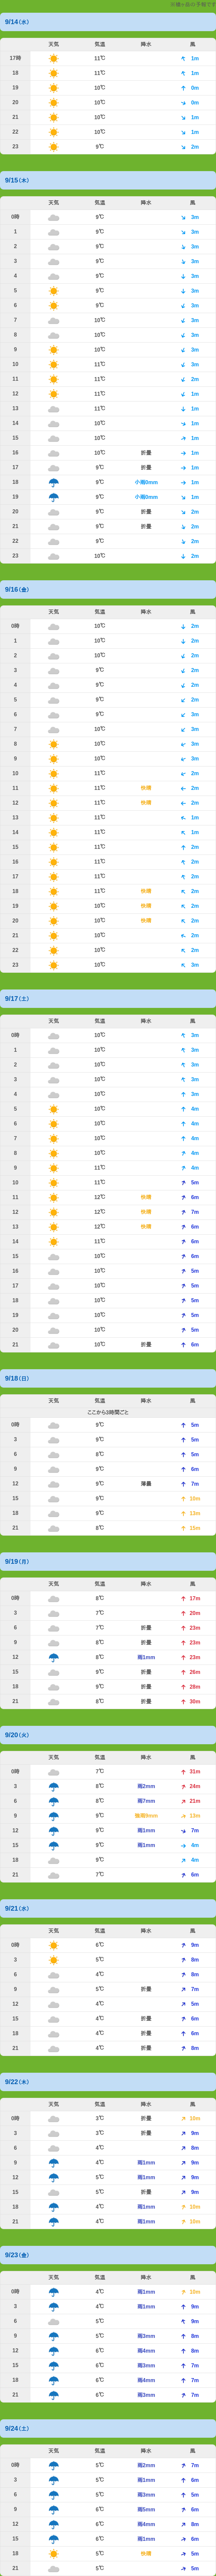 9/14(水)
天気 気温 降水 風
17時 11℃ 1m
18 11℃ 1m
19 10℃ 0m
20 10℃ 0m
21 10℃ 1m
22 10℃ 1m
23 9℃ 2m
9/15(木)
天気 気温 降水 風
0時 9℃ 3m
1 9℃ 3m
2 9℃ 3m
3 9℃ 3m
4 9℃ 3m
5 9℃ 3m
6 9℃ 3m
7 10℃ 3m
8 10℃ 3m
9 10℃ 3m
10 11℃ 3m
11 11℃ 2m
12 11℃ 1m
13 11℃ 1m
14 10℃ 1m
15 10℃ 1m
16 10℃ 折曇 1m
17 9℃ 折曇 1m
18 9℃ 小雨0mm 1m
19 9℃ 小雨0mm 1m
20 9℃ 折曇 2m
21 9℃ 折曇 2m
22 9℃ 2m
23 10℃ 2m
9/16(金)
天気 気温 降水 風
0時 10℃ 2m
1 10℃ 2m
2 10℃ 2m
3 9℃ 2m
4 9℃ 2m
5 9℃ 2m
6 9℃ 3m
7 10℃ 3m
8 10℃ 3m
9 10℃ 3m
10 11℃ 2m
11 11℃ 快晴 2m
12 11℃ 快晴 2m
13 11℃ 1m
14 11℃ 1m
15 11℃ 2m
16 11℃ 2m
17 11℃ 2m
18 11℃ 快晴 2m
19 10℃ 快晴 2m
20 10℃ 快晴 2m
21 10℃ 2m
22 10℃ 2m
23 10℃ 3m
9/17(土)
天気 気温 降水 風
0時 10℃ 3m
1 10℃ 3m
2 10℃ 3m
3 10℃ 3m
4 10℃ 3m
5 10℃ 4m
6 10℃ 4m
7 10℃ 4m
8 10℃ 4m
9 11℃ 4m
10 11℃ 5m
11 12℃ 快晴 6m
12 12℃ 快晴 7m
13 12℃ 快晴 6m
14 11℃ 6m
15 10℃ 6m
16 10℃ 5m
17 10℃ 5m
18 10℃ 5m
19 10℃ 5m
20 10℃ 5m
21 10℃ 折曇 6m
9/18(日)
天気 気温 降水 風
ここから3時間ごと
0時 9℃ 5m
3 9℃ 5m
6 8℃ 5m
9 9℃ 6m
12 9℃ 薄曇 7m
15 9℃ 10m
18 9℃ 13m
21 8℃ 15m
9/19(月)
天気 気温 降水 風
0時 8℃ 17m
3 7℃ 20m
6 7℃ 折曇 23m
9 8℃ 折曇 23m
12 8℃ 雨1mm 23m
15 9℃ 折曇 26m
18 9℃ 折曇 28m
21 8℃ 折曇 30m
9/20(火)
天気 気温 降水 風
0時 7℃ 31m
3 8℃ 雨2mm 24m
6 8℃ 雨7mm 21m
9 9℃ 強雨9mm 13m
12 9℃ 雨1mm 7m
15 9℃ 雨1mm 4m
18 9℃ 4m
21 7℃ 6m
9/21(水)
天気 気温 降水 風
0時 6℃ 9m
3 5℃ 8m
6 4℃ 8m
9 5℃ 折曇 7m
12 4℃ 5m
15 4℃ 折曇 6m
18 4℃ 折曇 6m
21 4℃ 折曇 8m
9/22(木)
天気 気温 降水 風
0時 3℃ 折曇 10m
3 3℃ 折曇 9m
6 4℃ 8m
9 4℃ 雨1mm 9m
12 5℃ 雨1mm 9m
15 5℃ 折曇 9m
18 4℃ 雨1mm 10m
21 4℃ 雨1mm 10m
9/23(金)
天気 気温 降水 風
0時 4℃ 雨1mm 10m
3 4℃ 雨1mm 9m
6 5℃ 9m
9 5℃ 雨3mm 8m
12 6℃ 雨4mm 8m
15 6℃ 雨3mm 7m
18 6℃ 雨4mm 7m
21 6℃ 雨3mm 7m
9/24(土)
天気 気温 降水 風
0時 5℃ 雨2mm 7m
3 5℃ 雨1mm 6m
6 5℃ 雨3mm 5m
9 5℃ 雨5mm 6m
12 6℃ 雨4mm 8m
15 6℃ 雨1mm 6m
18 5℃ 快晴 5m
21 5℃ 5m